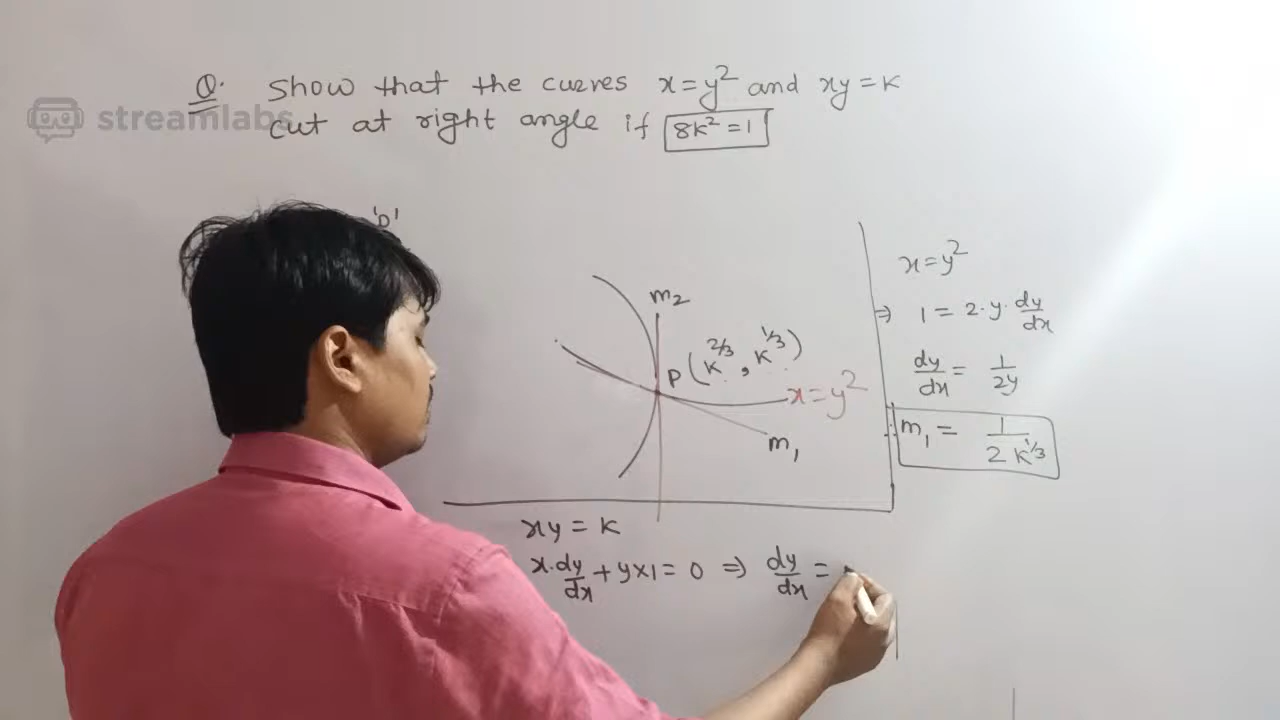 Q. Show that the curves x=y² and xy=k
cut at right angle if 8k²=1
streamlabs
'p'
m₂
P(k^2/3, k^1/3)
x=y²
m₁
x=y²
⇒ 1 = 2·y·dy/dx
dy/dx = 1/2y
∴ m₁ = 1/2k^1/3
xy = k
x·dy/dx + y×1 = 0 ⇒ dy/dx =